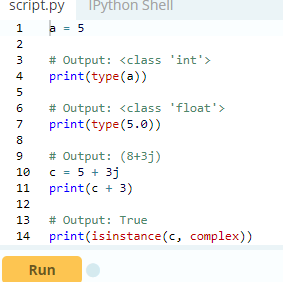 script.py IPython Shell
1 a = 5
2
3 # Output: <class 'int'>
4 print(type(a))
5
6 # Output: <class 'float'>
7 print(type(5.0))
8
9 # Output: (8+3j)
10 c = 5 + 3j
11 print(c + 3)
12
13 # Output: True
14 print(isinstance(c, complex))
Run